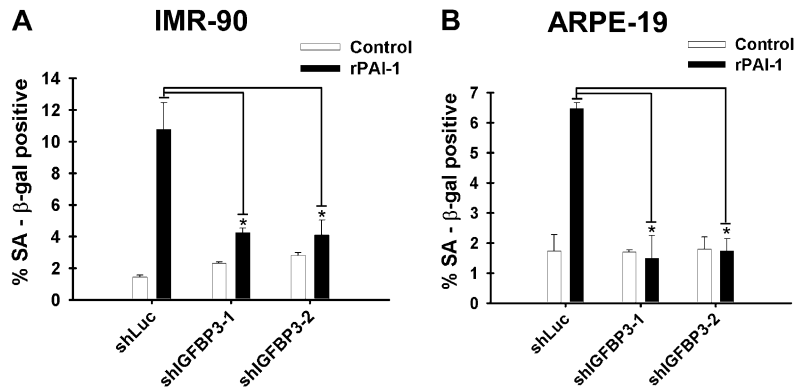 A
IMR-90
Control
rPAI-1
% SA - β-gal positive
14
12
10
8
6
4
2
0
*
*
shLuc
shIGFBP3-1
shIGFBP3-2
B
ARPE-19
Control
rPAI-1
% SA - β-gal positive
7
6
5
4
3
2
1
0
*
*
shLuc
shIGFBP3-1
shIGFBP3-2